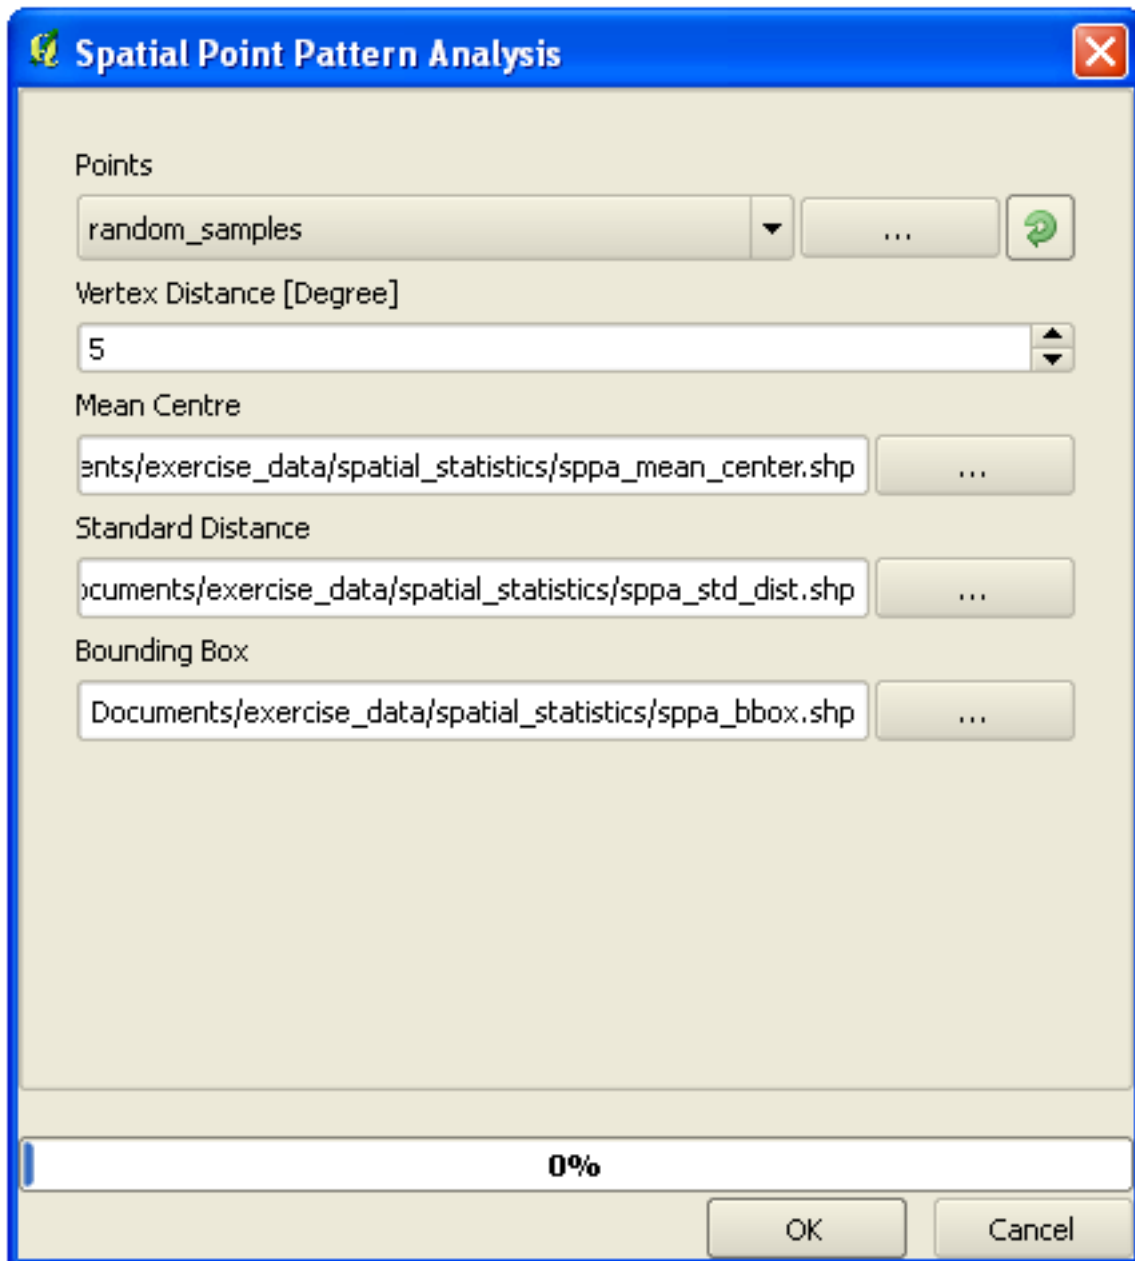 Spatial Point Pattern Analysis
Points
random_samples ...
Vertex Distance [Degree]
5
Mean Centre
ents/exercise_data/spatial_statistics/sppa_mean_center.shp ...
Standard Distance
ocuments/exercise_data/spatial_statistics/sppa_std_dist.shp ...
Bounding Box
Documents/exercise_data/spatial_statistics/sppa_bbox.shp ...
0%
OK Cancel